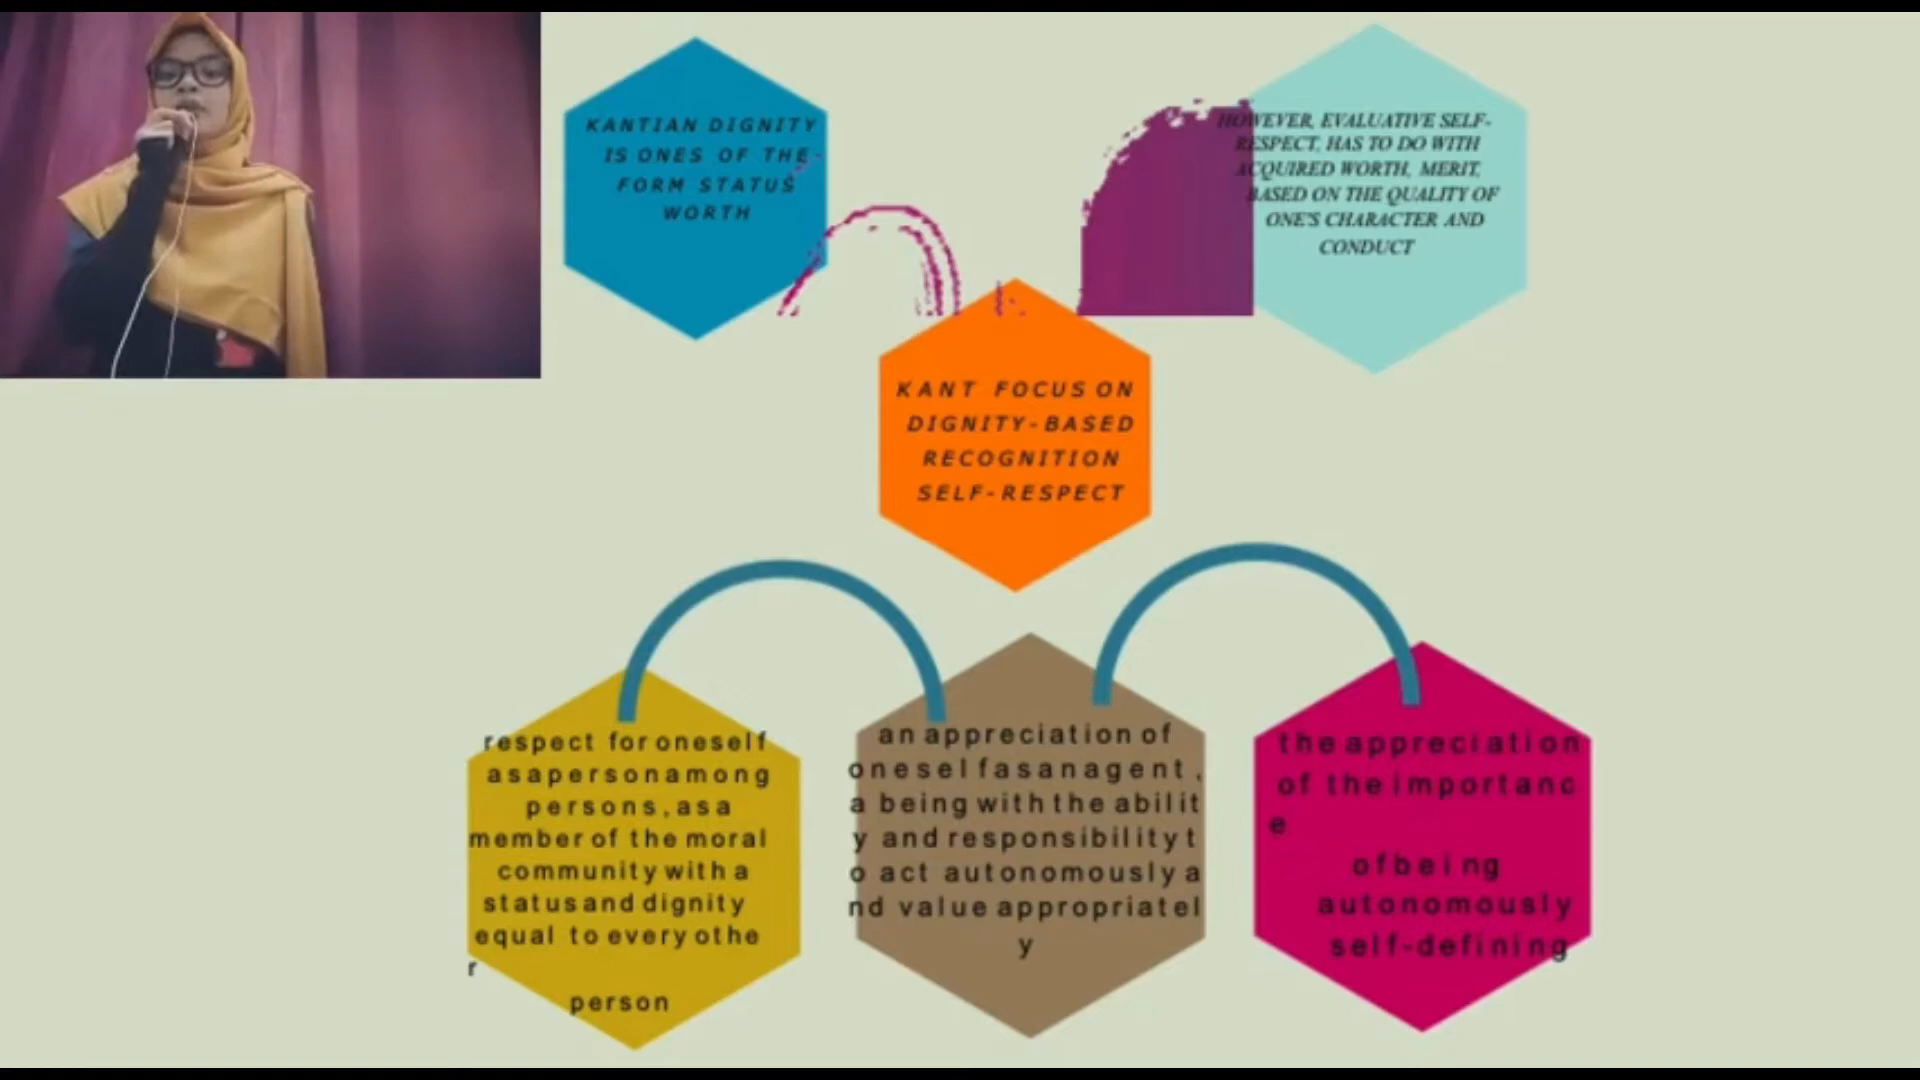 KANTIAN DIGNITY
IS ONES OF THE
FORM STATUS
WORTH
HOWEVER, EVALUATIVE SELF-
RESPECT, HAS TO DO WITH
ACQUIRED WORTH, MERIT,
BASED ON THE QUALITY OF
ONE'S CHARACTER AND
CONDUCT
KANT FOCUS ON
DIGNITY-BASED
RECOGNITION
SELF-RESPECT
respect for oneself
as a person among
persons, as a
member of the moral
community with a
status and dignity
equal to every othe
r
person
an appreciation of
oneself as an agent,
a being with the abilit
y and responsibility t
o act autonomously a
nd value appropriatel
y
the appreciation
of the importanc
e
of being
autonomously
self-defining